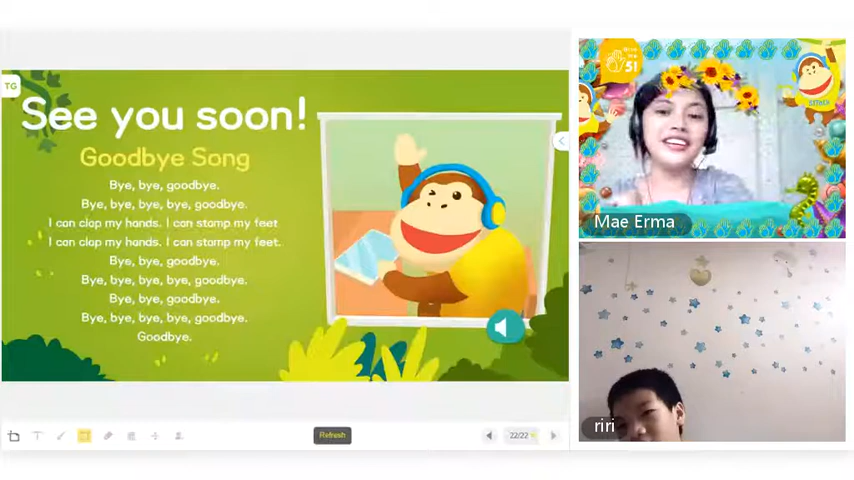 TG
See you soon!
Goodbye Song
Bye, bye, goodbye.
Bye, bye, bye, bye, goodbye.
I can clap my hands. I can stamp my feet
I can clap my hands. I can stamp my feet.
Bye, bye, goodbye.
Bye, bye, bye, bye, goodbye.
Bye, bye, goodbye.
Bye, bye, bye, bye, goodbye.
Goodbye.
Refresh
22/22
5!
Mae Erma
riri